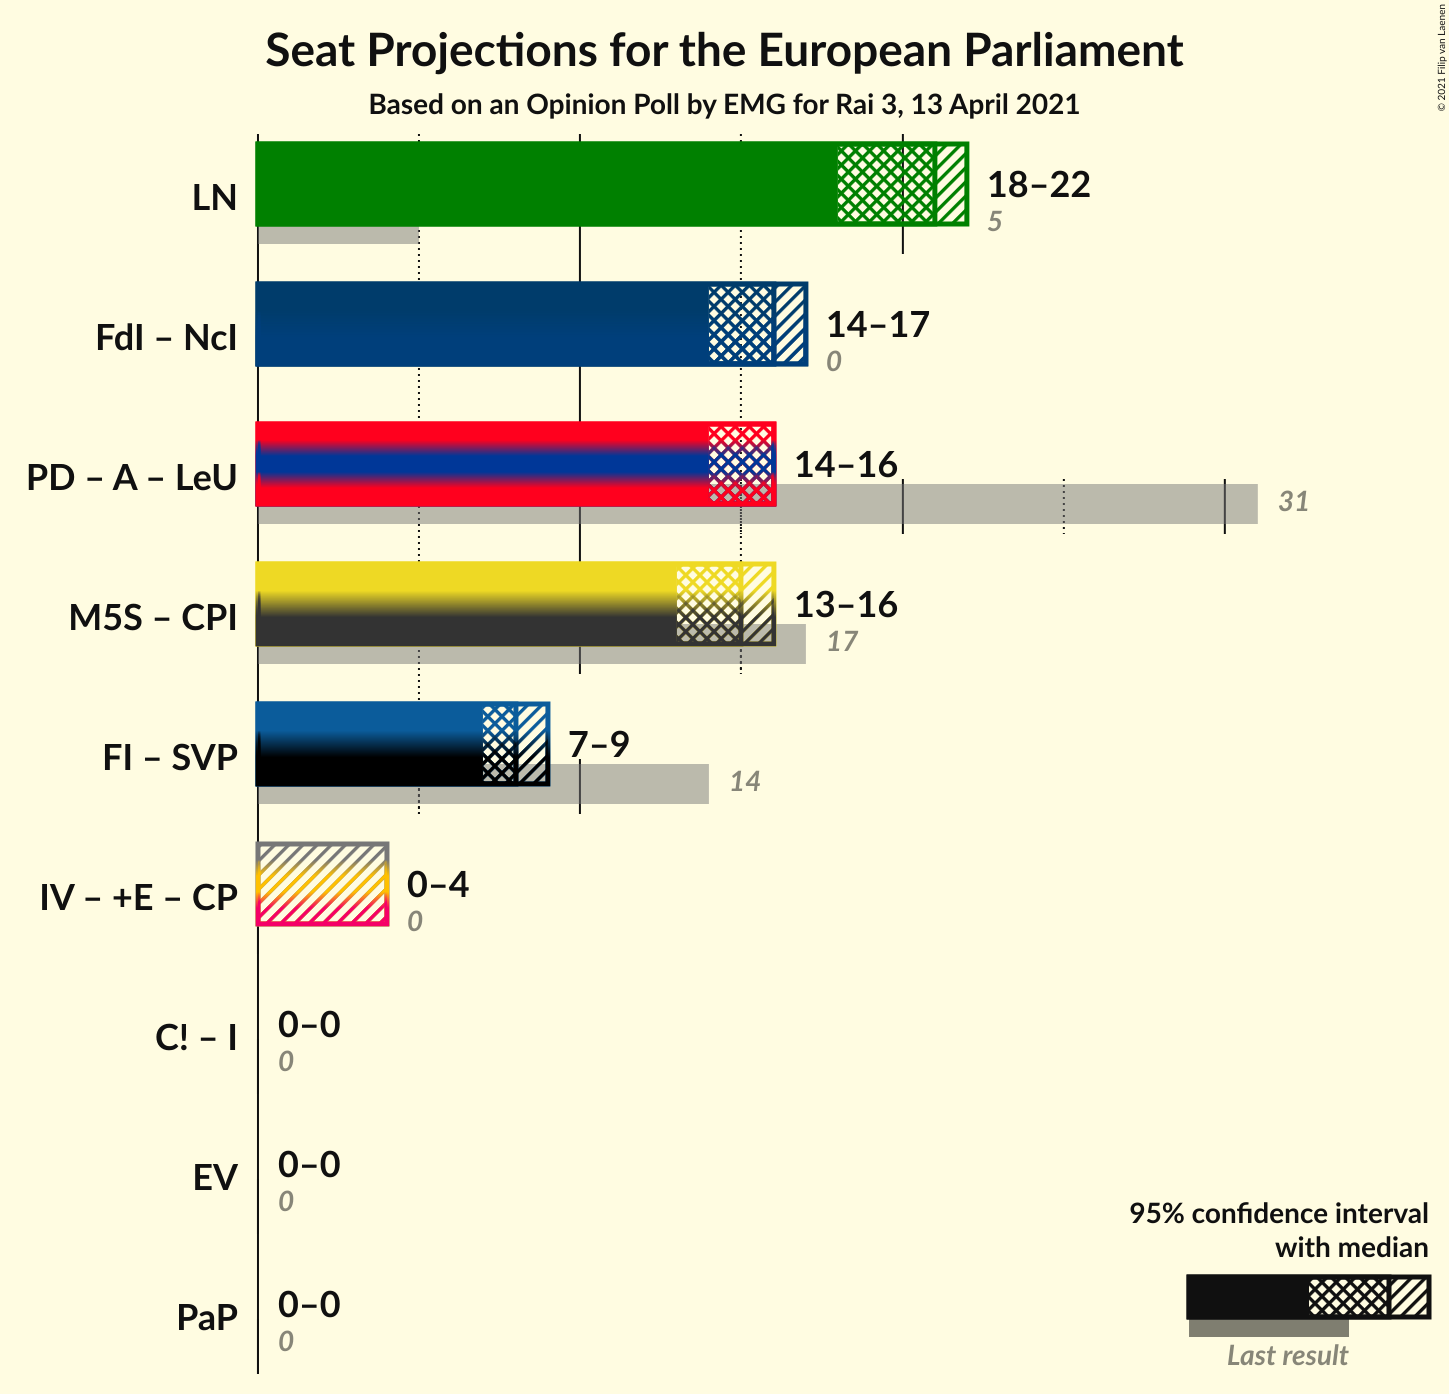 Seat Projections for the European Parliament
Based on an Opinion Poll by EMG for Rai 3, 13 April 2021
© 2021 Filip van Laenen
LN
18–22
5
FdI – NcI
14–17
0
PD – A – LeU
14–16
31
M5S – CPI
13–16
17
FI – SVP
7–9
14
IV – +E – CP
0–4
0
C! – I
0–0
0
EV
0–0
0
PaP
0–0
0
95% confidence interval
with median
Last result